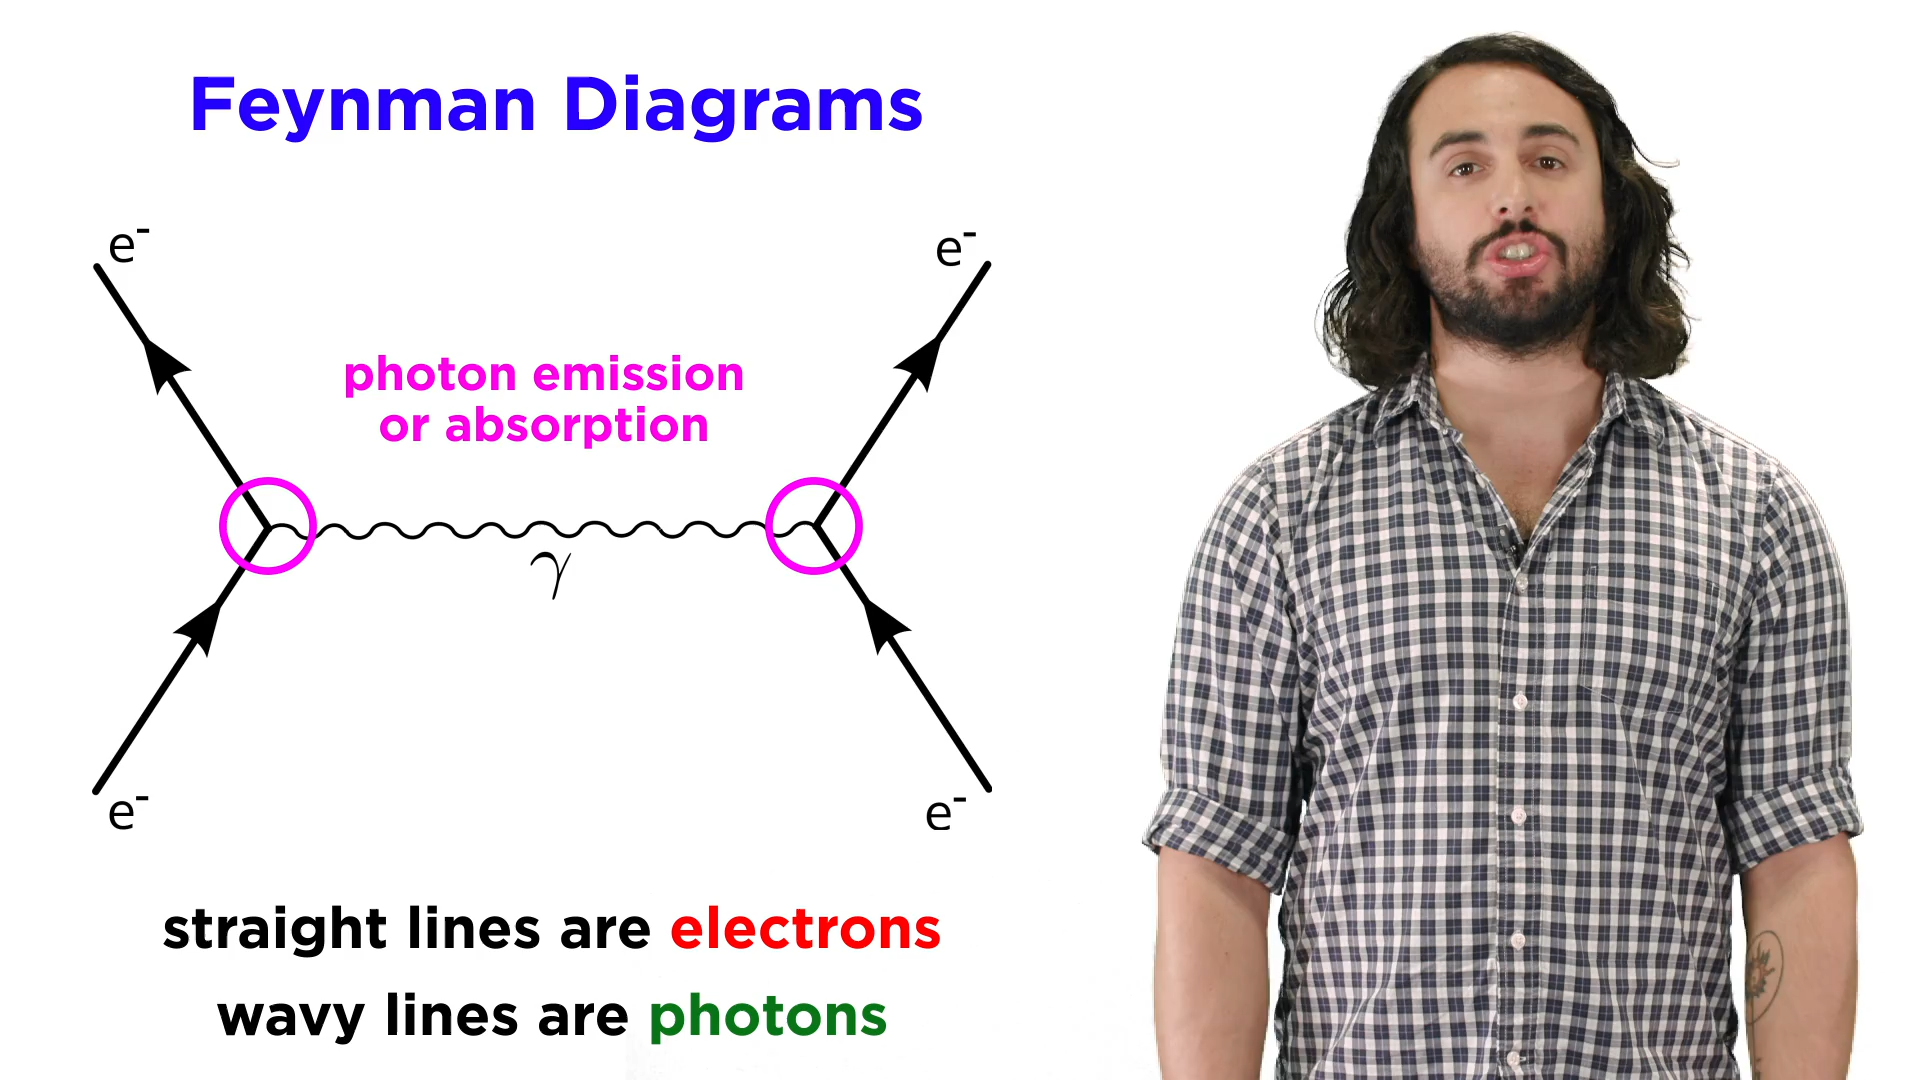 Feynman Diagrams
e- e-
photon emission
or absorption
γ
e- e-
straight lines are electrons
wavy lines are photons